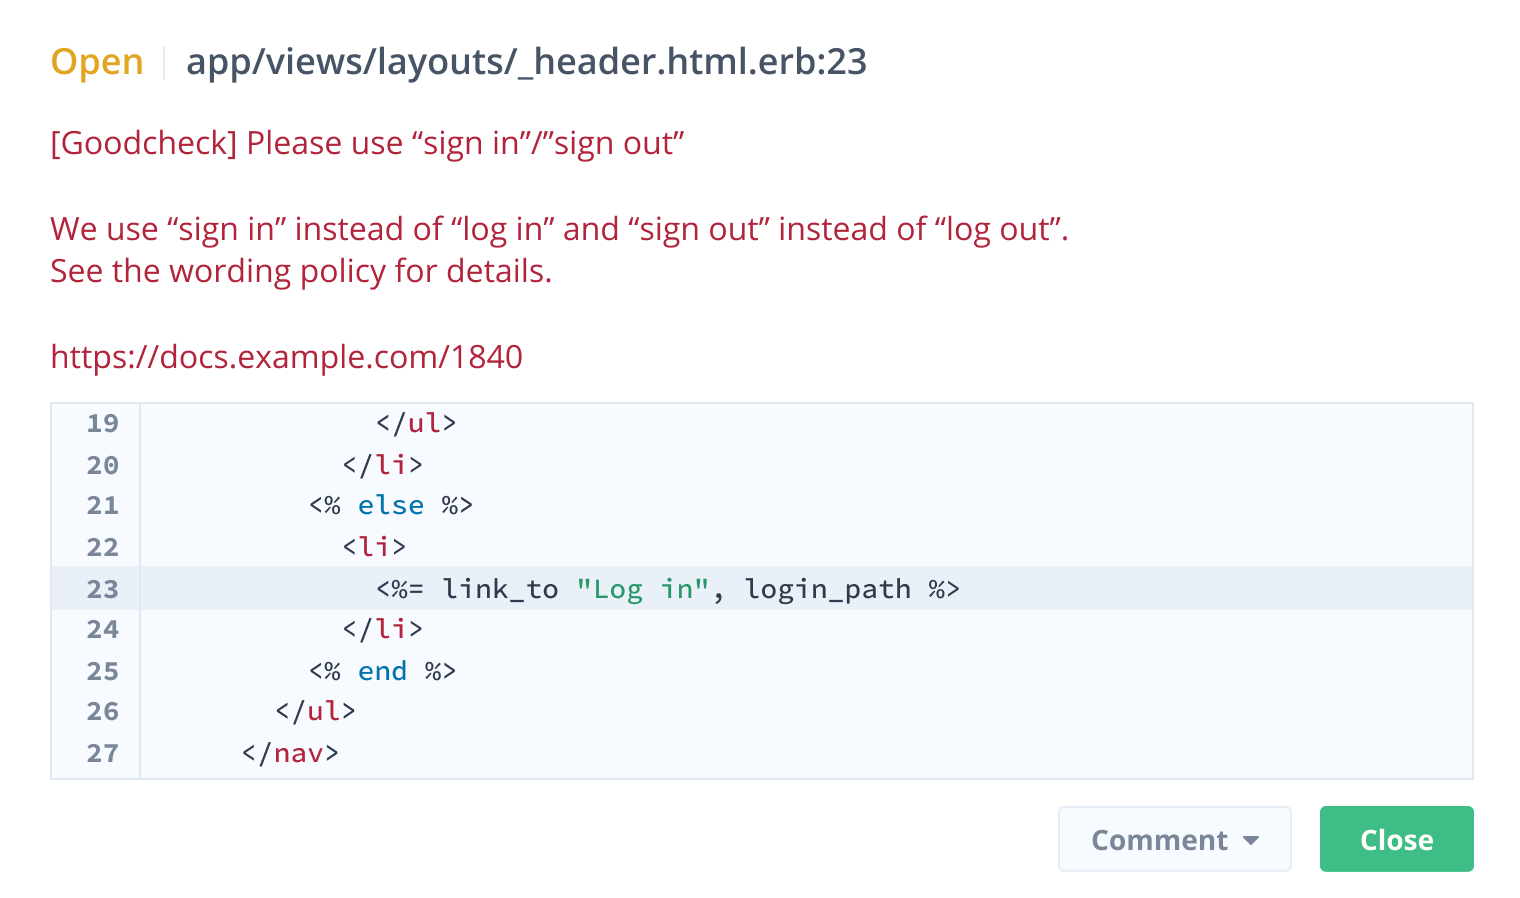 Open app/views/layouts/_header.html.erb:23
[Goodcheck] Please use “sign in”/”sign out”
We use “sign in” instead of “log in” and “sign out” instead of “log out”.
See the wording policy for details.
https://docs.example.com/1840
19 </ul>
20 </li>
21 <% else %>
22 <li>
23 <%= link_to "Log in", login_path %>
24 </li>
25 <% end %>
26 </ul>
27 </nav>
Comment Close